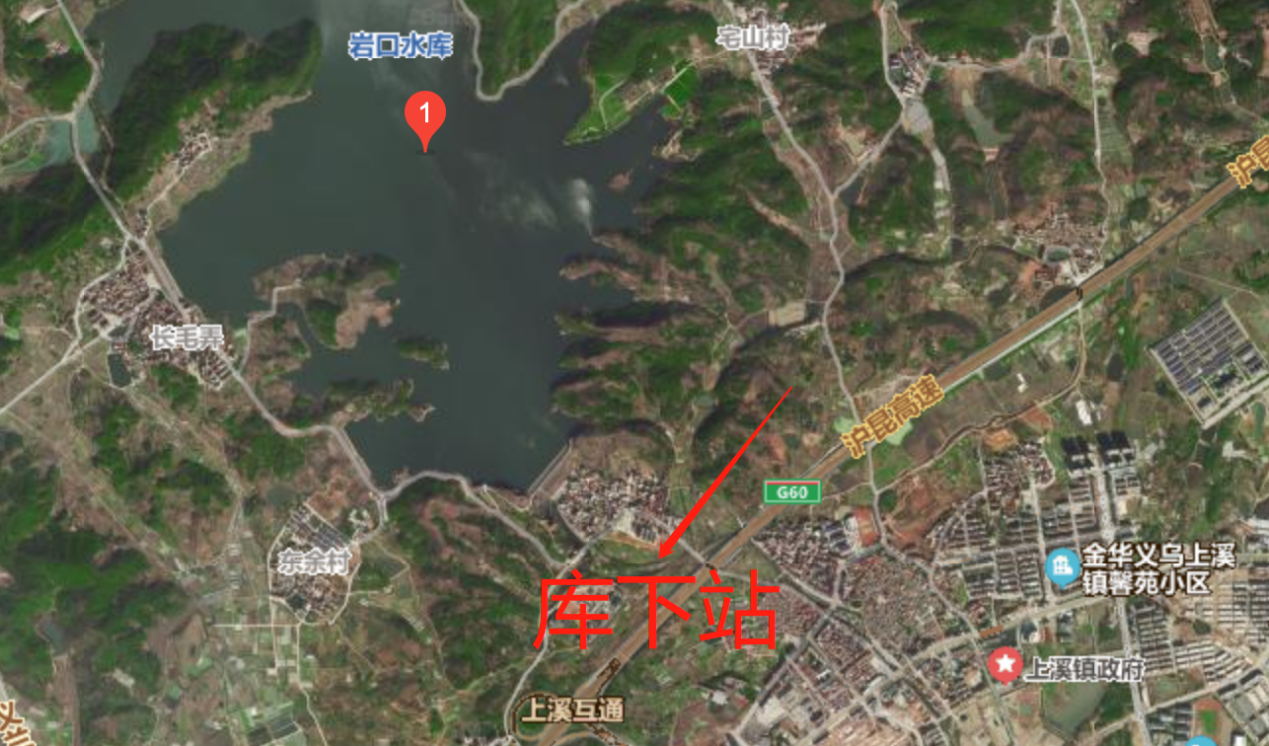 岩口水库
宅山村
1
沪昆
长毛弄
沪昆高速
G60
东余村
金华义乌上溪
镇馨苑小区
库下站
上溪镇政府
上溪互通